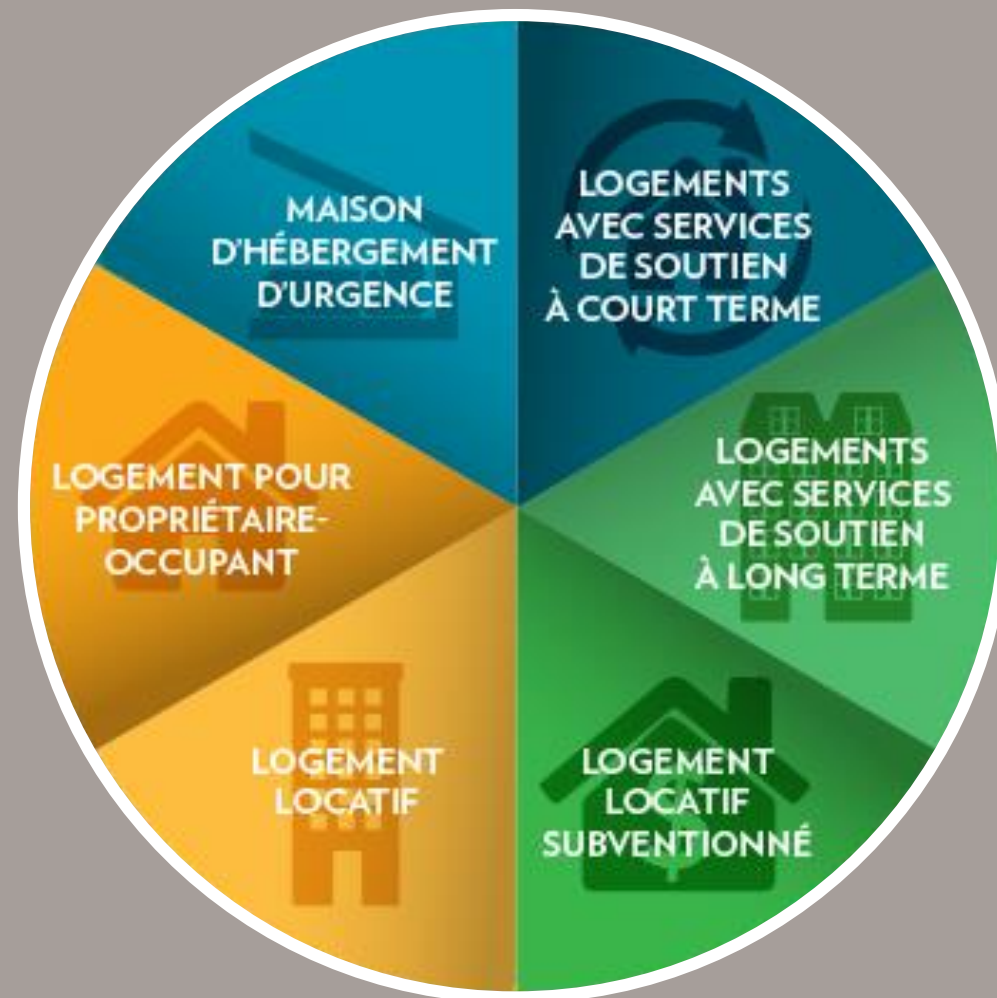 MAISON
D'HÉBERGEMENT
D'URGENCE
LOGEMENTS
AVEC SERVICES
DE SOUTIEN
À COURT TERME
LOGEMENTS
AVEC SERVICES
DE SOUTIEN
À LONG TERME
LOGEMENT
LOCATIF
SUBVENTIONNÉ
LOGEMENT
LOCATIF
LOGEMENT POUR
PROPRIÉTAIRE-
OCCUPANT